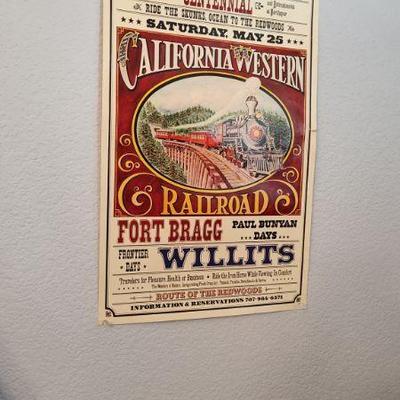 CENTENNIAL
RIDE THE SKUNKS, OCEAN TO THE REDWOODS
SATURDAY, MAY 25
CALIFORNIA WESTERN
RAILROAD
FORT BRAGG
PAUL BUNYAN
DAYS
FRONTIER
DAYS
WILLITS
Travelers for Pleasure, Health or Business • Ride the Iron Horse While Viewing In Comfort
ROUTE OF THE REDWOODS
INFORMATION & RESERVATIONS 707-964-6371